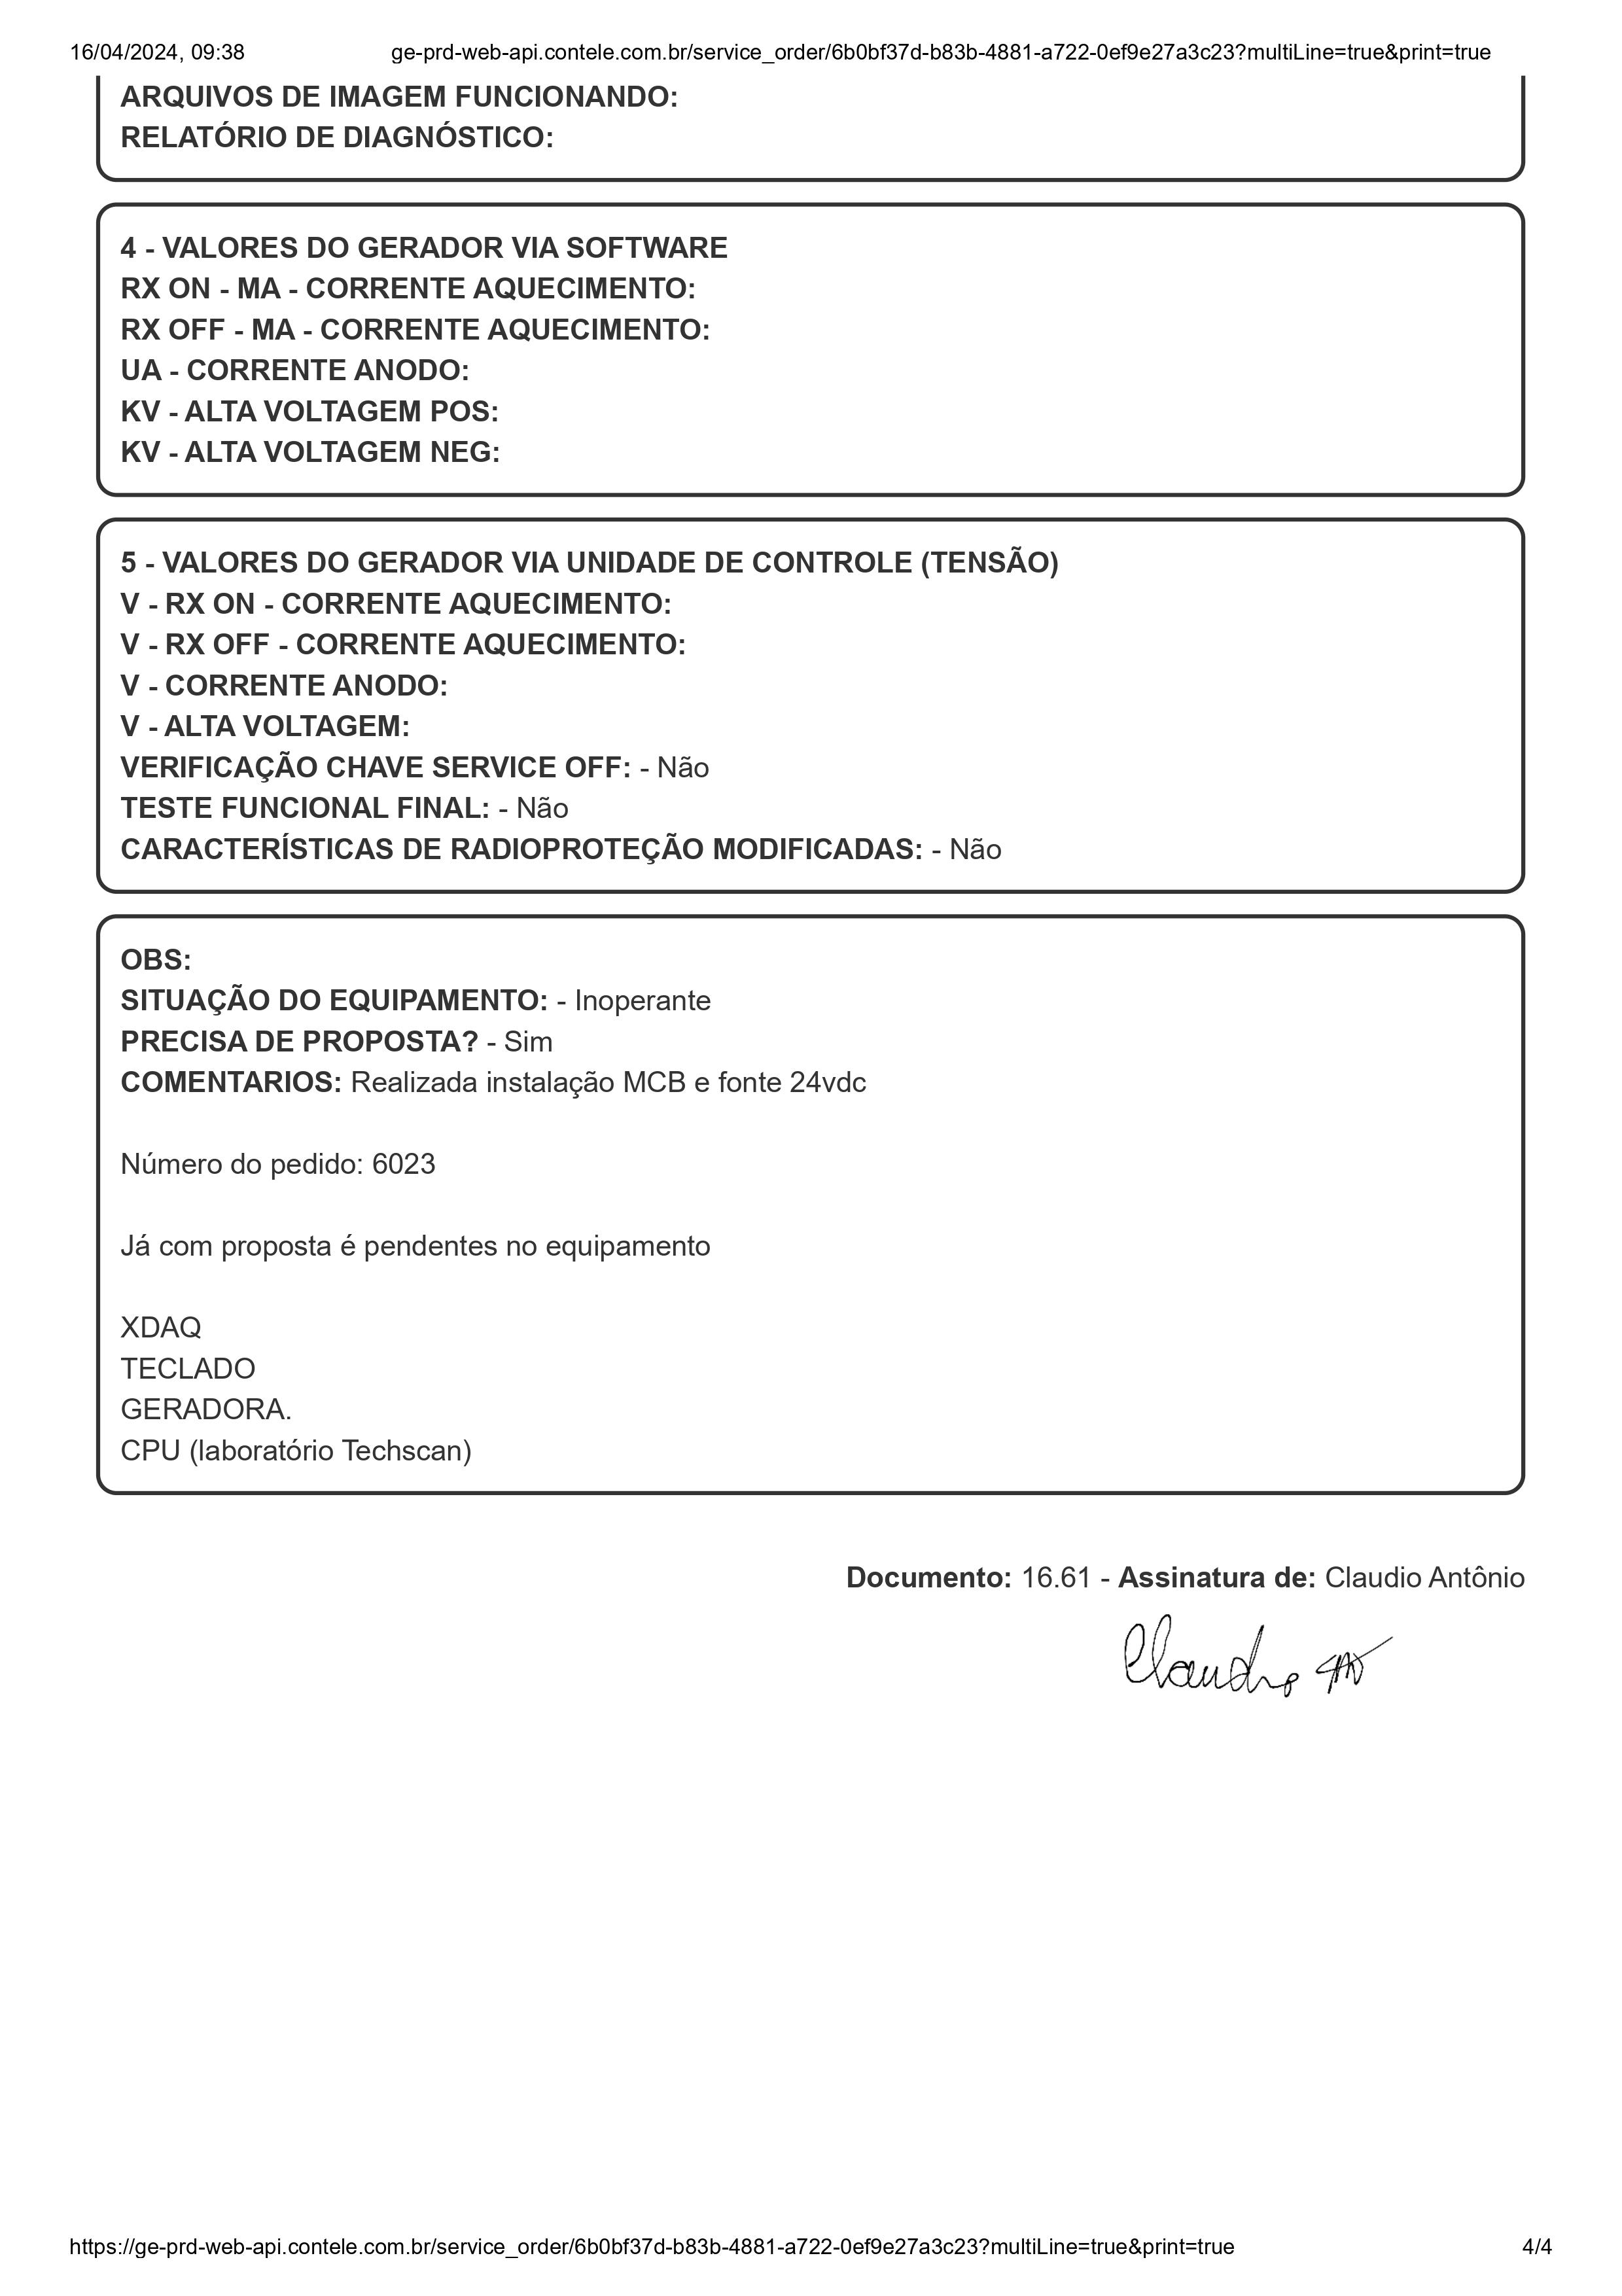 16/04/2024, 09:38 ge-prd-web-api.contele.com.br/service_order/6b0bf37d-b83b-4881-a722-0ef9e27a3c23?multiLine=true&print=true
ARQUIVOS DE IMAGEM FUNCIONANDO:
RELATÓRIO DE DIAGNÓSTICO:
4 - VALORES DO GERADOR VIA SOFTWARE
RX ON - MA - CORRENTE AQUECIMENTO:
RX OFF - MA - CORRENTE AQUECIMENTO:
UA - CORRENTE ANODO:
KV - ALTA VOLTAGEM POS:
KV - ALTA VOLTAGEM NEG:
5 - VALORES DO GERADOR VIA UNIDADE DE CONTROLE (TENSÃO)
V - RX ON - CORRENTE AQUECIMENTO:
V - RX OFF - CORRENTE AQUECIMENTO:
V - CORRENTE ANODO:
V - ALTA VOLTAGEM:
VERIFICAÇÃO CHAVE SERVICE OFF: - Não
TESTE FUNCIONAL FINAL: - Não
CARACTERÍSTICAS DE RADIOPROTEÇÃO MODIFICADAS: - Não
OBS:
SITUAÇÃO DO EQUIPAMENTO: - Inoperante
PRECISA DE PROPOSTA? - Sim
COMENTARIOS: Realizada instalação MCB e fonte 24vdc
Número do pedido: 6023
Já com proposta é pendentes no equipamento
XDAQ
TECLADO
GERADORA.
CPU (laboratório Techscan)
Documento: 16.61 - Assinatura de: Claudio Antônio
Claudio
https://ge-prd-web-api.contele.com.br/service_order/6b0bf37d-b83b-4881-a722-0ef9e27a3c23?multiLine=true&print=true 4/4